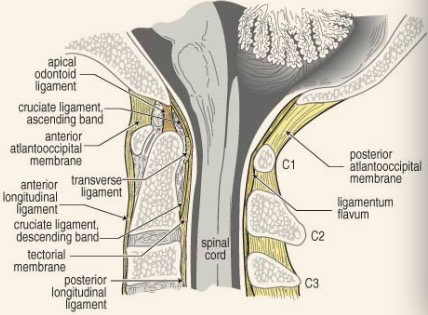 apical
odontoid
ligament
cruciate ligament,
ascending band
anterior
atlantooccipital
membrane
anterior
longitudinal
ligament
transverse
ligament
cruciate ligament,
descending band
tectorial
membrane
posterior
longitudinal
ligament
spinal
cord
C1
posterior
atlantooccipital
membrane
ligamentum
flavum
C2
C3